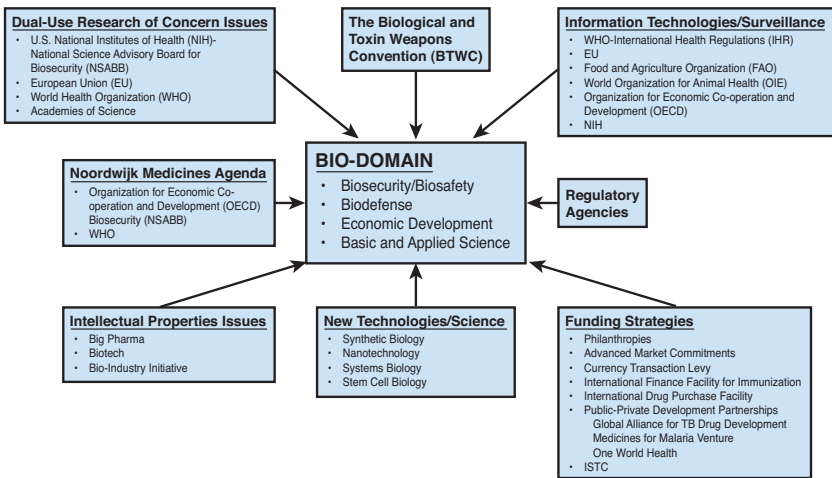 Dual-Use Research of Concern Issues
• U.S. National Institutes of Health (NIH)-
National Science Advisory Board for
Biosecurity (NSABB)
• European Union (EU)
• World Health Organization (WHO)
• Academies of Science
The Biological and
Toxin Weapons
Convention (BTWC)
Information Technologies/Surveillance
• WHO-International Health Regulations (IHR)
• EU
• Food and Agriculture Organization (FAO)
• World Organization for Animal Health (OIE)
• Organization for Economic Co-operation and
Development (OECD)
• NIH
Noordwijk Medicines Agenda
• Organization for Economic Co-
operation and Development (OECD)
Biosecurity (NSABB)
• WHO
BIO-DOMAIN
• Biosecurity/Biosafety
• Biodefense
• Economic Development
• Basic and Applied Science
Regulatory
Agencies
Intellectual Properties Issues
• Big Pharma
• Biotech
• Bio-Industry Initiative
New Technologies/Science
• Synthetic Biology
• Nanotechnology
• Systems Biology
• Stem Cell Biology
Funding Strategies
• Philanthropies
• Advanced Market Commitments
• Currency Transaction Levy
• International Finance Facility for Immunization
• International Drug Purchase Facility
• Public-Private Development Partnerships
Global Alliance for TB Drug Development
Medicines for Malaria Venture
One World Health
• ISTC